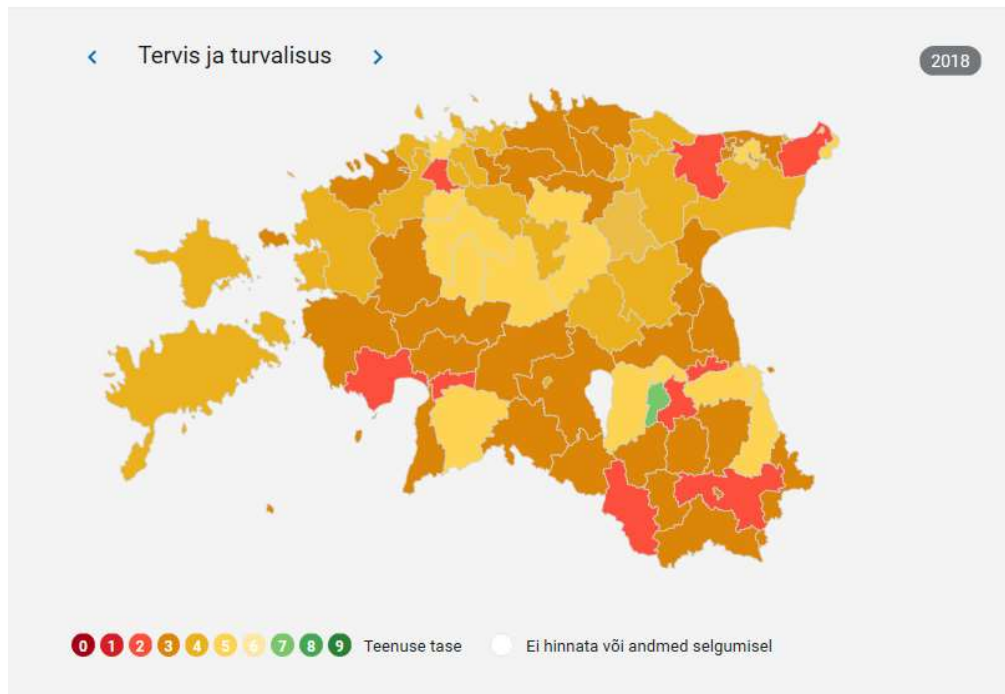 Tervis ja turvalisus
2018
0 1 2 3 4 5 6 7 8 9 Teenuse tase Ei hinnata või andmed selgumisel